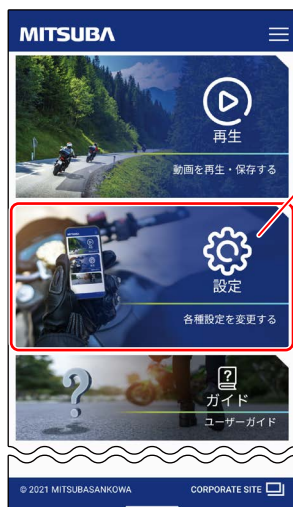 MITSUBA
再生
動画を再生・保存する
設定
各種設定を変更する
ガイド
ユーザーガイド
© 2021 MITSUBASANKOWA
CORPORATE SITE